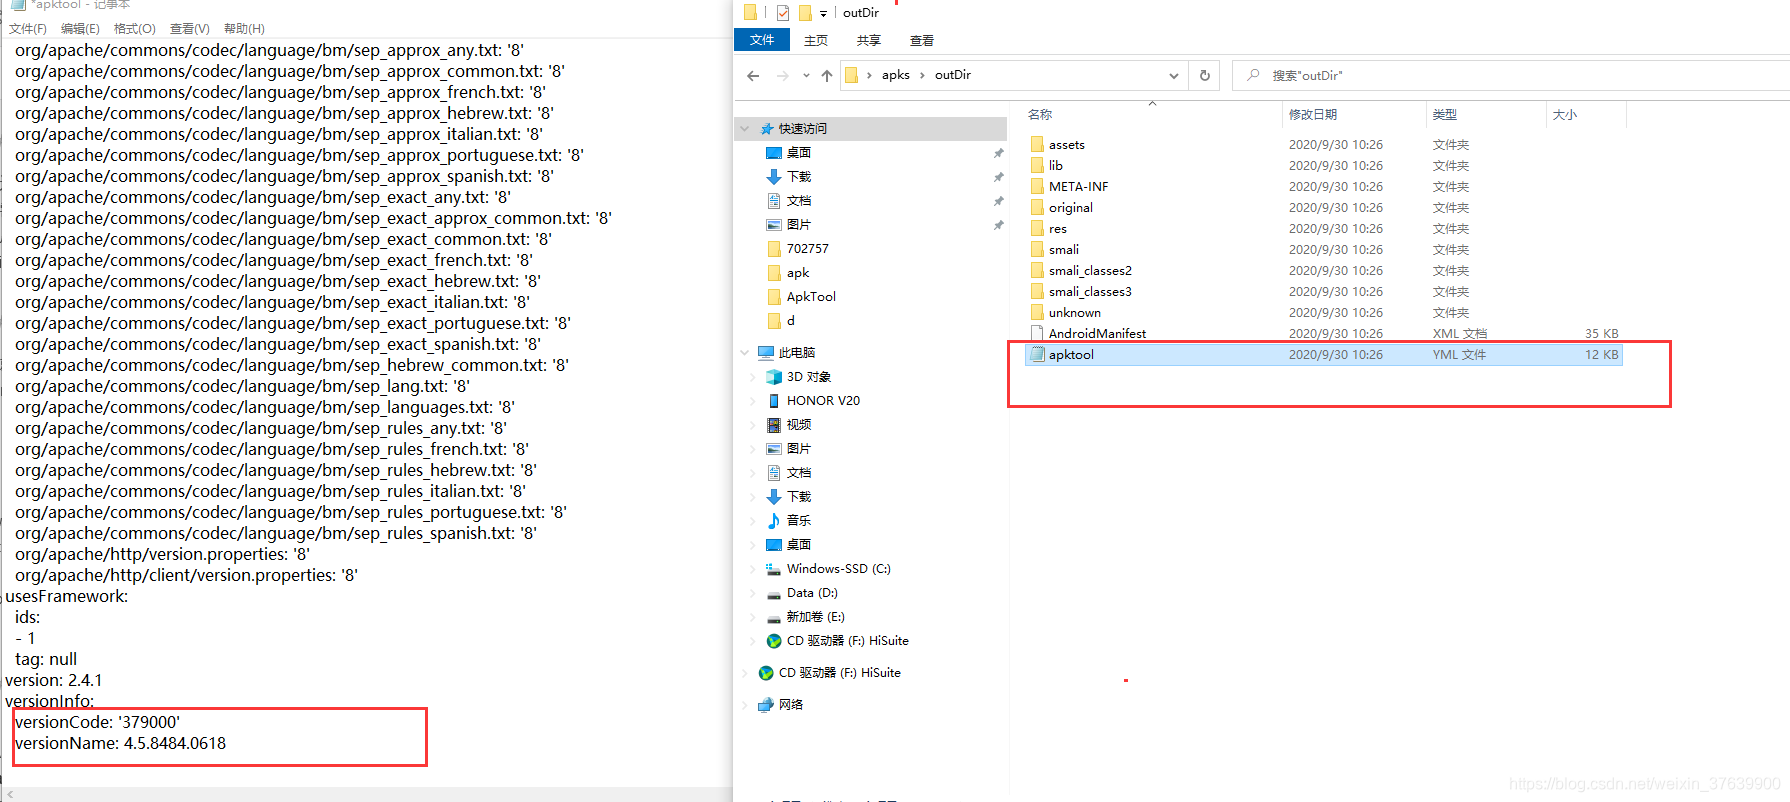 *apktool - 记事本
文件(F) 编辑(E) 格式(O) 查看(V) 帮助(H)
org/apache/commons/codec/language/bm/sep_approx_any.txt: '8'
org/apache/commons/codec/language/bm/sep_approx_common.txt: '8'
org/apache/commons/codec/language/bm/sep_approx_french.txt: '8'
org/apache/commons/codec/language/bm/sep_approx_hebrew.txt: '8'
org/apache/commons/codec/language/bm/sep_approx_italian.txt: '8'
org/apache/commons/codec/language/bm/sep_approx_portuguese.txt: '8'
org/apache/commons/codec/language/bm/sep_approx_spanish.txt: '8'
org/apache/commons/codec/language/bm/sep_exact_any.txt: '8'
org/apache/commons/codec/language/bm/sep_exact_approx_common.txt: '8'
org/apache/commons/codec/language/bm/sep_exact_common.txt: '8'
org/apache/commons/codec/language/bm/sep_exact_french.txt: '8'
org/apache/commons/codec/language/bm/sep_exact_hebrew.txt: '8'
org/apache/commons/codec/language/bm/sep_exact_italian.txt: '8'
org/apache/commons/codec/language/bm/sep_exact_portuguese.txt: '8'
org/apache/commons/codec/language/bm/sep_exact_spanish.txt: '8'
org/apache/commons/codec/language/bm/sep_hebrew_common.txt: '8'
org/apache/commons/codec/language/bm/sep_lang.txt: '8'
org/apache/commons/codec/language/bm/sep_languages.txt: '8'
org/apache/commons/codec/language/bm/sep_rules_any.txt: '8'
org/apache/commons/codec/language/bm/sep_rules_french.txt: '8'
org/apache/commons/codec/language/bm/sep_rules_hebrew.txt: '8'
org/apache/commons/codec/language/bm/sep_rules_italian.txt: '8'
org/apache/commons/codec/language/bm/sep_rules_portuguese.txt: '8'
org/apache/commons/codec/language/bm/sep_rules_spanish.txt: '8'
org/apache/http/version.properties: '8'
org/apache/http/client/version.properties: '8'
usesFramework:
ids:
- 1
tag: null
version: 2.4.1
versionInfo:
versionCode: '379000'
versionName: 4.5.8484.0618
outDir
文件 主页 共享 查看
apks › outDir
搜索"outDir"
快速访问
桌面
下载
文档
图片
702757
apk
ApkTool
d
此电脑
3D 对象
HONOR V20
视频
图片
文档
下载
音乐
桌面
Windows-SSD (C:)
Data (D:)
新加卷 (E:)
CD 驱动器 (F:) HiSuite
CD 驱动器 (F:) HiSuite
网络
名称 修改日期 类型 大小
assets 2020/9/30 10:26 文件夹
lib 2020/9/30 10:26 文件夹
META-INF 2020/9/30 10:26 文件夹
original 2020/9/30 10:26 文件夹
res 2020/9/30 10:26 文件夹
smali 2020/9/30 10:26 文件夹
smali_classes2 2020/9/30 10:26 文件夹
smali_classes3 2020/9/30 10:26 文件夹
unknown 2020/9/30 10:26 文件夹
AndroidManifest 2020/9/30 10:26 XML 文档 35 KB
apktool 2020/9/30 10:26 YML 文件 12 KB
https://blog.csdn.net/weixin_37639900